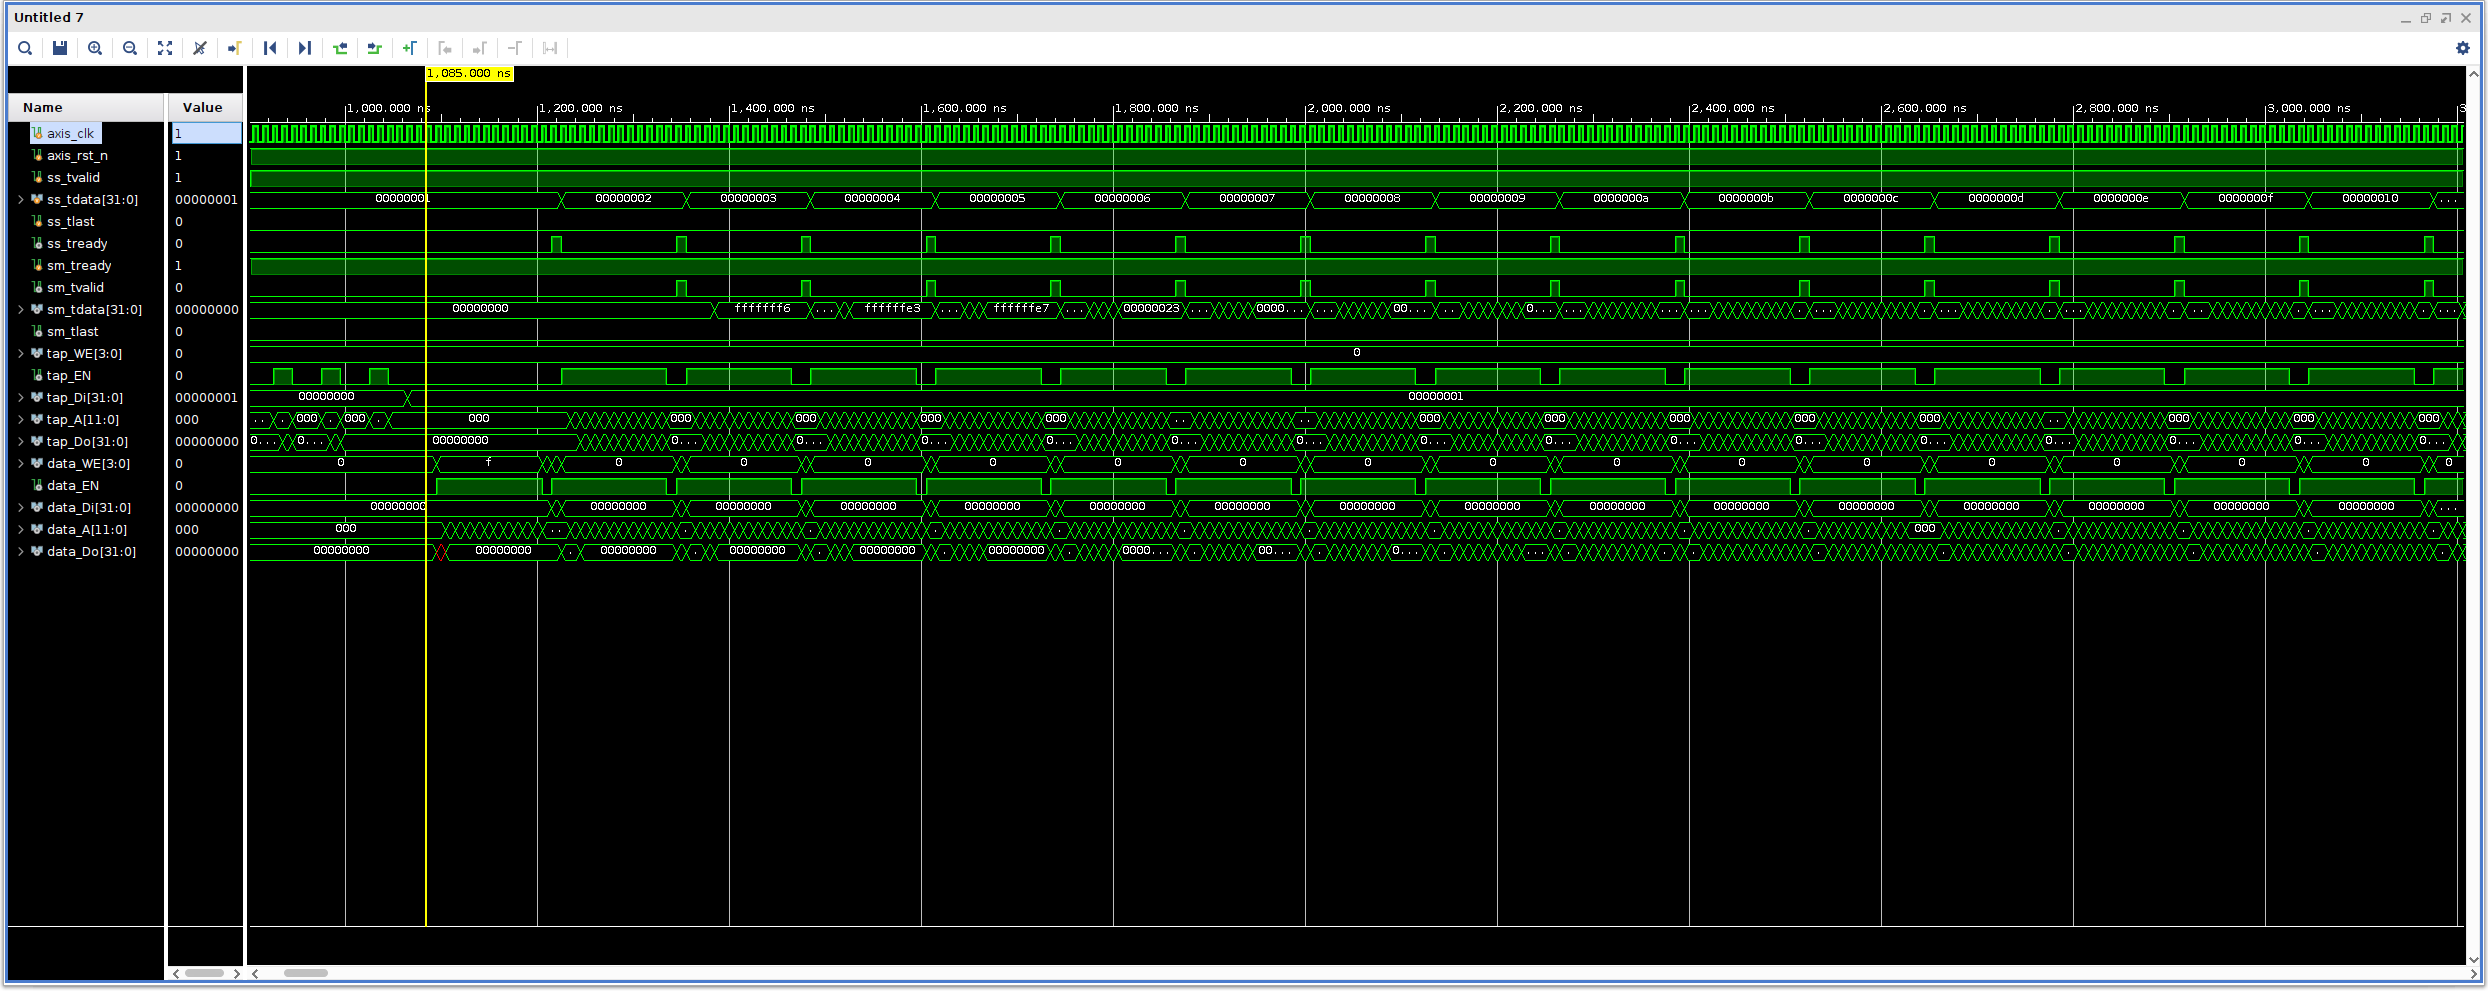 Untitled 7
1,085.000 ns
Name Value
1,000.000 ns 1,200.000 ns 1,400.000 ns 1,600.000 ns 1,800.000 ns 2,000.000 ns 2,200.000 ns 2,400.000 ns 2,600.000 ns 2,800.000 ns 3,000.000 ns 3
axis_clk 1
axis_rst_n 1
ss_tvalid 1
ss_tdata[31:0] 00000001 00000001 00000002 00000003 00000004 00000005 00000006 00000007 00000008 00000009 0000000a 0000000b 0000000c 0000000d 0000000e 0000000f 00000010 ...
ss_tlast 0
ss_tready 0
sm_tready 1
sm_tvalid 0
sm_tdata[31:0] 00000000 00000000 fffffff6 ... ffffffe3 ... ffffffe7 ... 00000023 ... 0000... ... 00... .. 0... ... ... ... . ... . ... . ... . ... . ... . ...
sm_tlast 0
tap_WE[3:0] 0 0
tap_EN 0
tap_Di[31:0] 00000001 00000000 00000001
tap_A[11:0] 000 .. . 000 . 000 . 000 000 000 000 000 .. . 000 000 000 000 000 .. 000 000 000
tap_Do[31:0] 00000000 0... 0... 00000000 0... 0... 0... 0... 0... 0... 0... 0... 0... 0... 0... 0... 0... 0... 0...
data_WE[3:0] 0 0 f 0 0 0 0 0 0 0 0 0 0 0 0 0 0 0 0
data_EN 0
data_Di[31:0] 00000000 00000000 00000000 00000000 00000000 00000000 00000000 00000000 00000000 00000000 00000000 00000000 00000000 00000000 00000000 00000000 00000000 ...
data_A[11:0] 000 000 .. . . . . . . . . . . 000 . . . .
data_Do[31:0] 00000000 00000000 00000000 . 00000000 . 00000000 . 00000000 . 00000000 . 0000... . 00... . 0... . ... . . . . . . . .